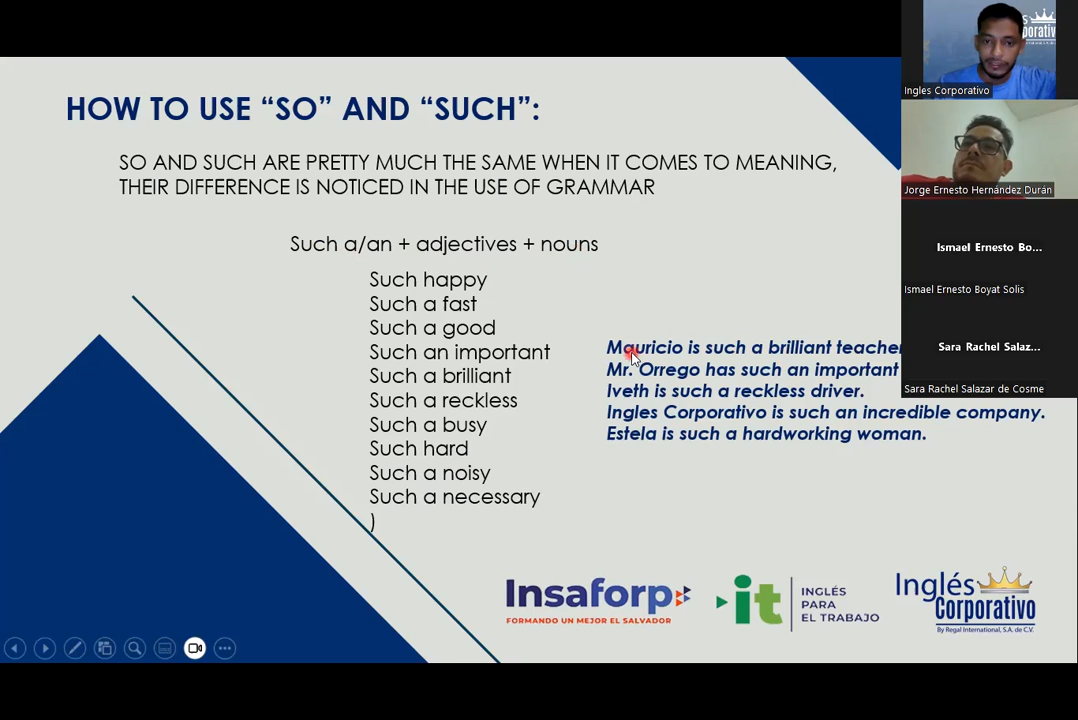 HOW TO USE “SO” AND “SUCH”:
SO AND SUCH ARE PRETTY MUCH THE SAME WHEN IT COMES TO MEANING,
THEIR DIFFERENCE IS NOTICED IN THE USE OF GRAMMAR
Such a/an + adjectives + nouns
Such happy
Such a fast
Such a good
Such an important
Such a brilliant
Such a reckless
Such a busy
Such hard
Such a noisy
Such a necessary
)
Mauricio is such a brilliant teacher
Mr. Orrego has such an important
Iveth is such a reckless driver.
Ingles Corporativo is such an incredible company.
Estela is such a hardworking woman.
Ingles Corporativo
Jorge Ernesto Hernández Durán
Ismael Ernesto Bo...
Ismael Ernesto Boyat Solis
Sara Rachel Salaz...
Sara Rachel Salazar de Cosme
Insaforp
FORMANDO UN MEJOR EL SALVADOR
it
INGLÉS
PARA
EL TRABAJO
Inglés
Corporativo
By Regal International, S.A. de C.V.